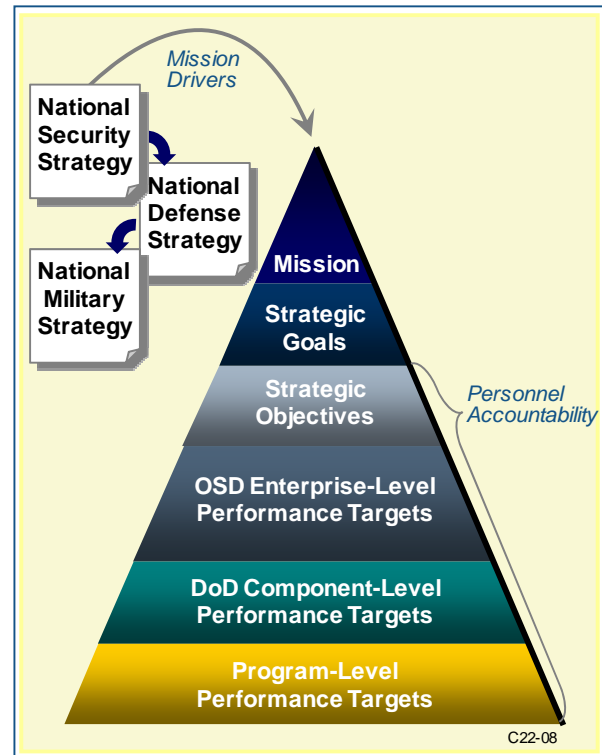 Mission
Drivers
National
Security
Strategy
National
Defense
Strategy
National
Military
Strategy
Mission
Strategic
Goals
Strategic
Objectives
Personnel
Accountability
OSD Enterprise-Level
Performance Targets
DoD Component-Level
Performance Targets
Program-Level
Performance Targets
C22-08